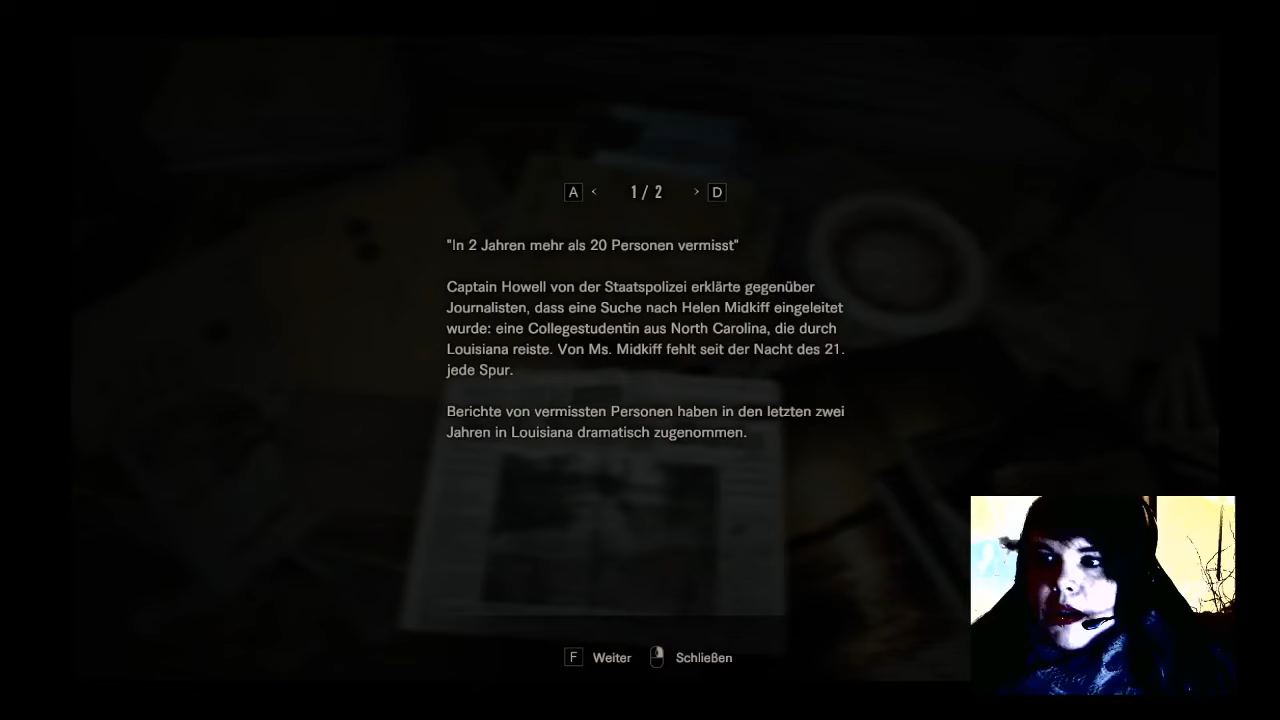 A < 1 / 2 > D
"In 2 Jahren mehr als 20 Personen vermisst"
Captain Howell von der Staatspolizei erklärte gegenüber
Journalisten, dass eine Suche nach Helen Midkiff eingeleitet
wurde: eine Collegestudentin aus North Carolina, die durch
Louisiana reiste. Von Ms. Midkiff fehlt seit der Nacht des 21.
jede Spur.
Berichte von vermissten Personen haben in den letzten zwei
Jahren in Louisiana dramatisch zugenommen.
F Weiter Schließen